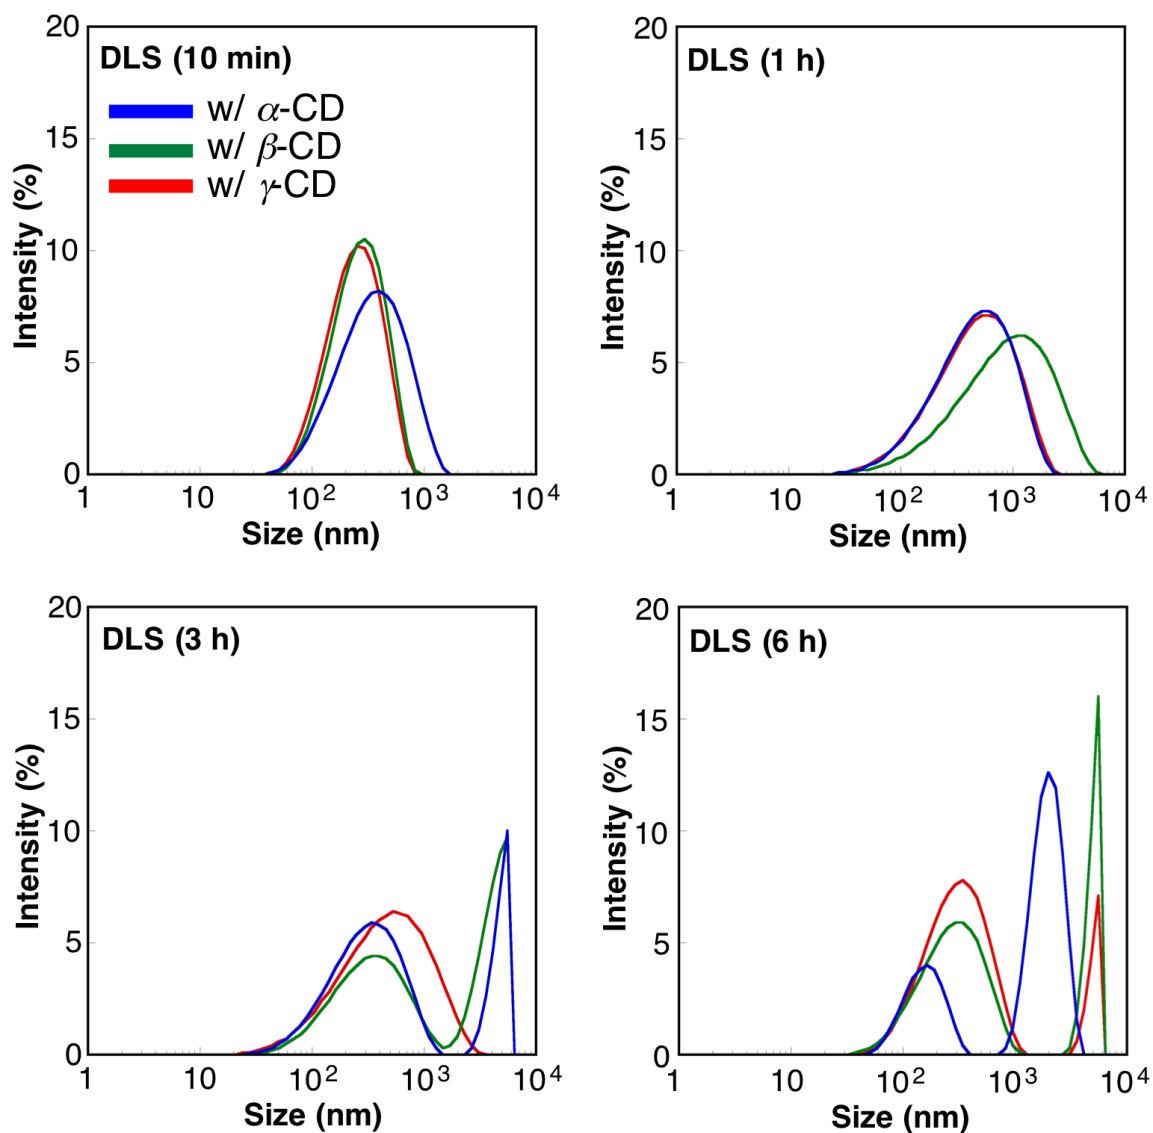 DLS (10 min)
w/ α-CD
w/ β-CD
w/ γ-CD
20
15
10
5
0
Intensity (%)
1 10 10² 10³ 10⁴
Size (nm)
DLS (1 h)
20
15
10
5
0
Intensity (%)
1 10 10² 10³ 10⁴
Size (nm)
DLS (3 h)
20
15
10
5
0
Intensity (%)
1 10 10² 10³ 10⁴
Size (nm)
DLS (6 h)
20
15
10
5
0
Intensity (%)
1 10 10² 10³ 10⁴
Size (nm)